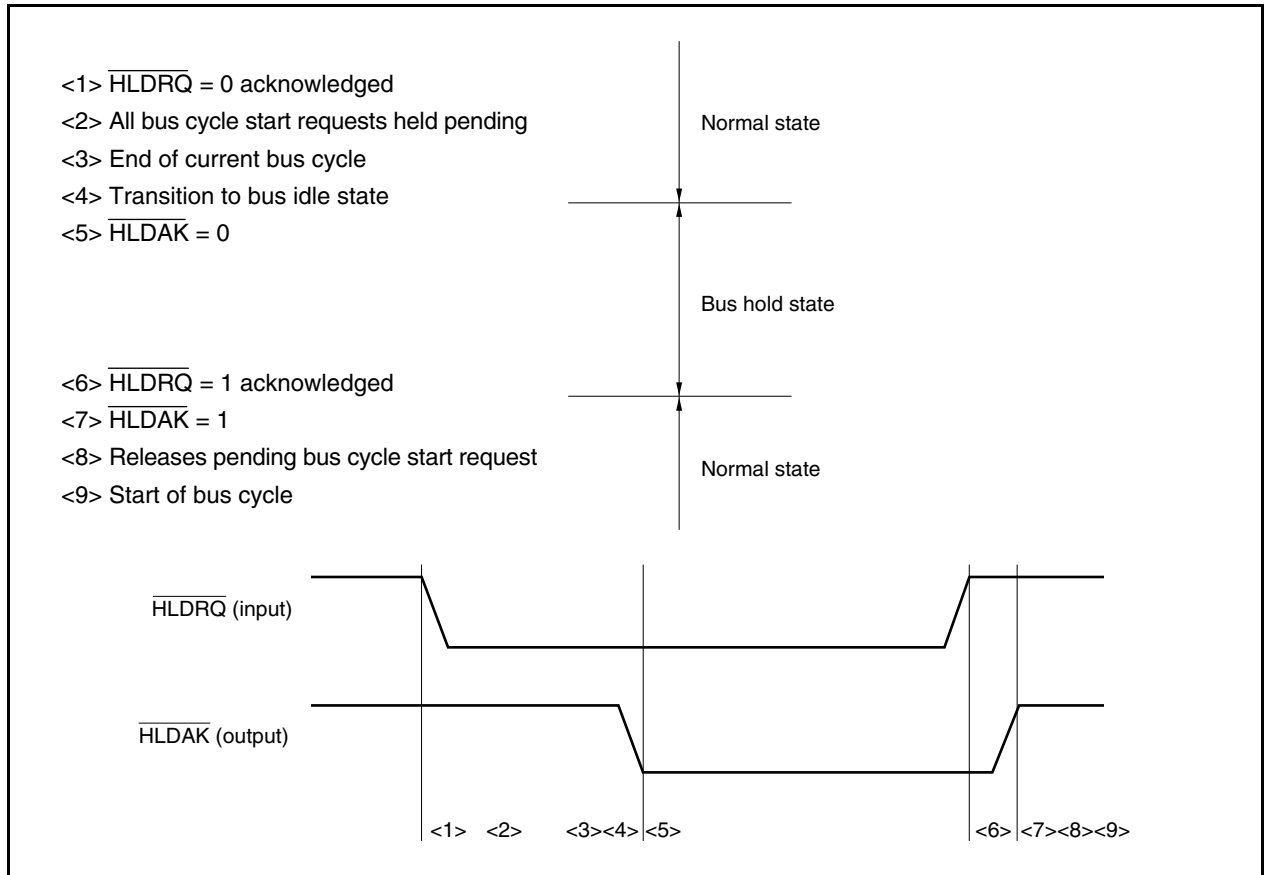 <1> HLDRQ = 0 acknowledged
<2> All bus cycle start requests held pending
<3> End of current bus cycle
<4> Transition to bus idle state
<5> HLDAK = 0
Normal state
Bus hold state
<6> HLDRQ = 1 acknowledged
<7> HLDAK = 1
<8> Releases pending bus cycle start request
<9> Start of bus cycle
Normal state
HLDRQ (input)
HLDAK (output)
<1> <2> <3><4> <5> <6> <7><8><9>